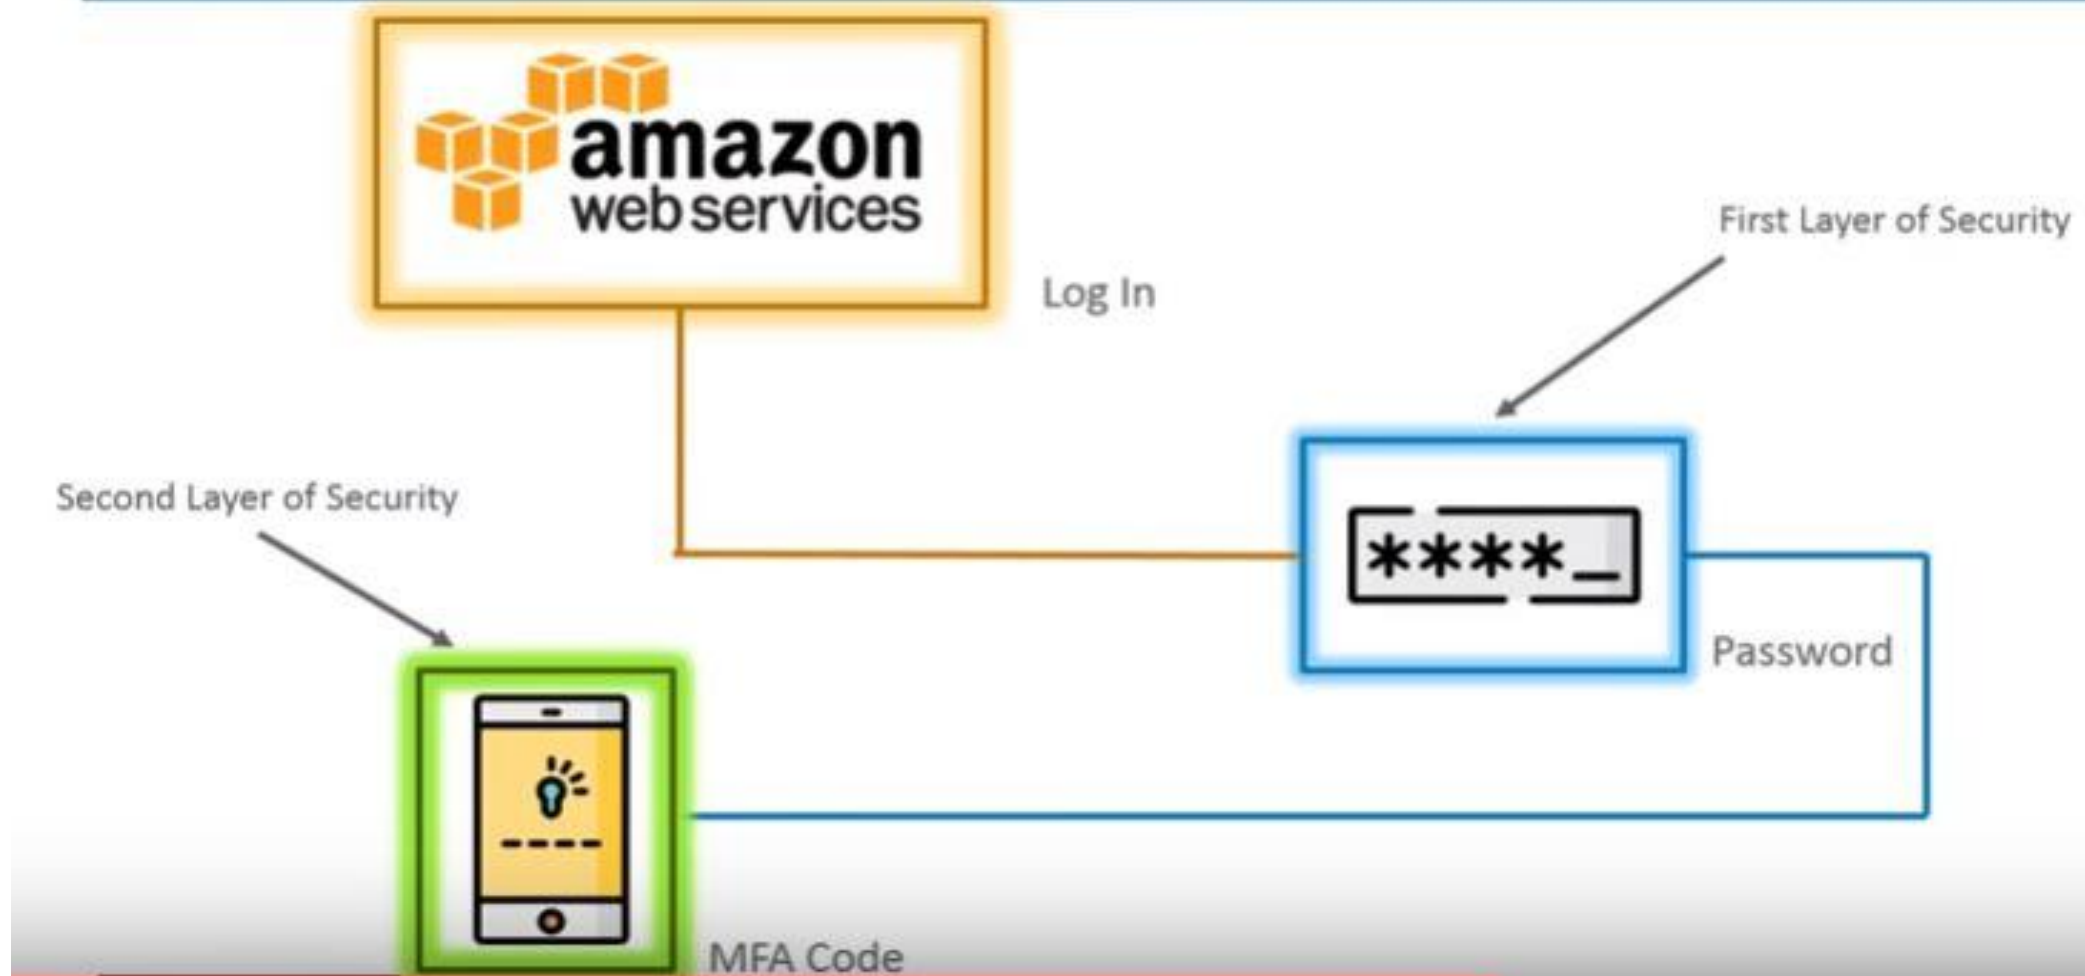 amazon
web services
Log In
First Layer of Security
Second Layer of Security
****_
Password
MFA Code